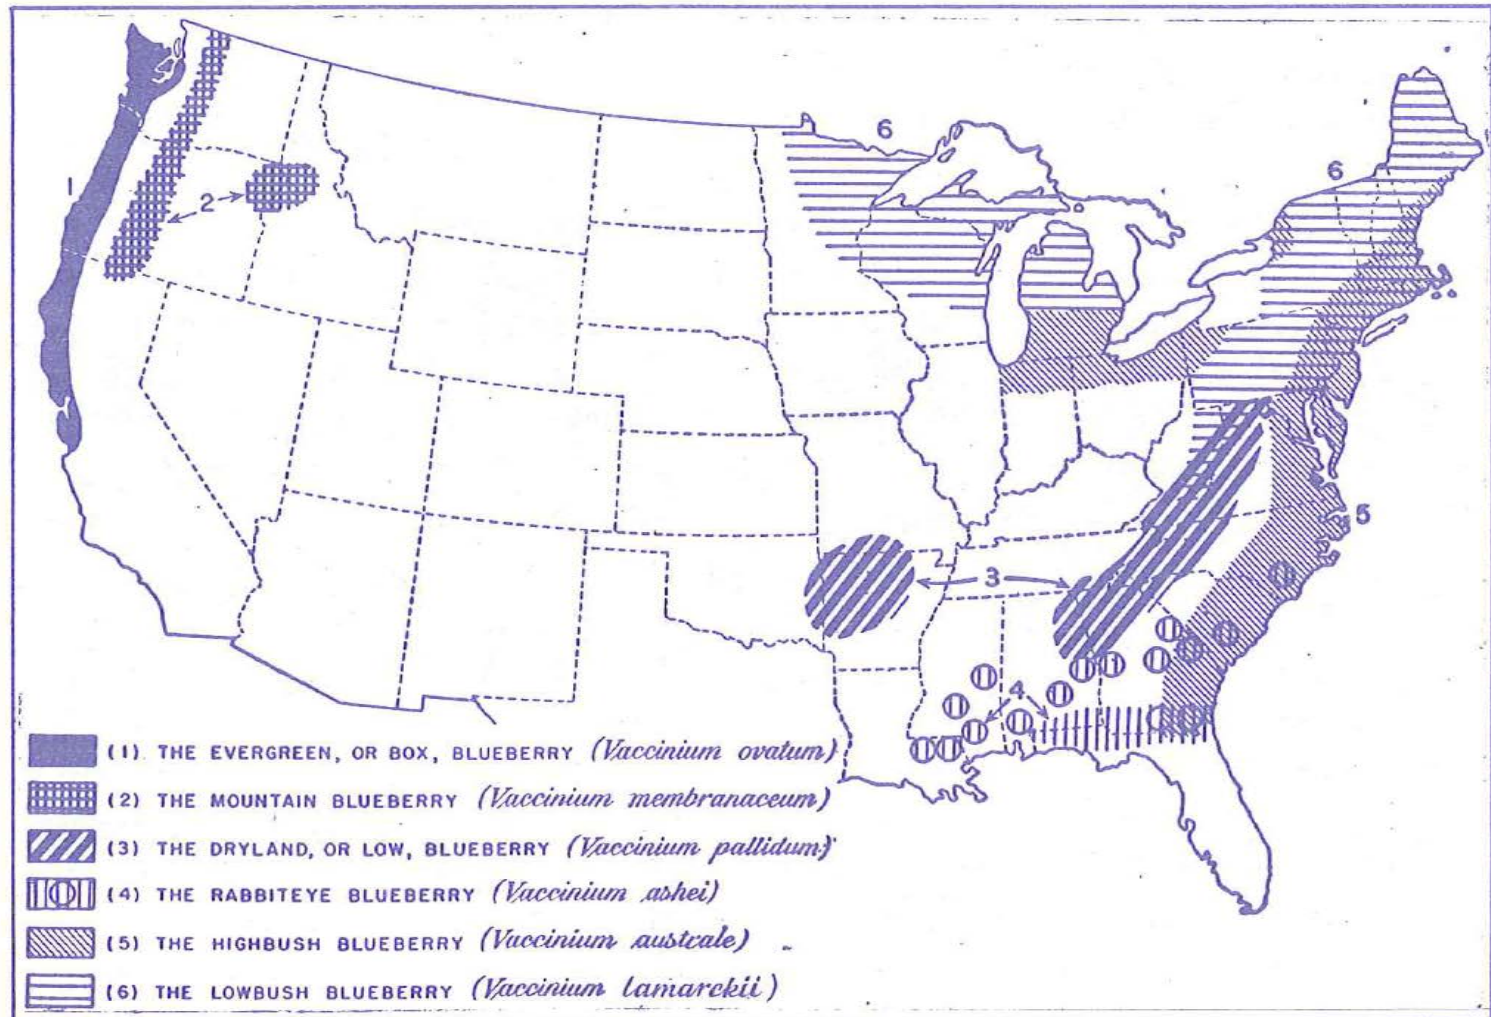 6
6
1
2
5
3
4
(1) THE EVERGREEN, OR BOX, BLUEBERRY (Vaccinium ovatum)
(2) THE MOUNTAIN BLUEBERRY (Vaccinium membranaceum)
(3) THE DRYLAND, OR LOW, BLUEBERRY (Vaccinium pallidum)
(4) THE RABBITEYE BLUEBERRY (Vaccinium ashei)
(5) THE HIGHBUSH BLUEBERRY (Vaccinium australe)
(6) THE LOWBUSH BLUEBERRY (Vaccinium lamarckii)